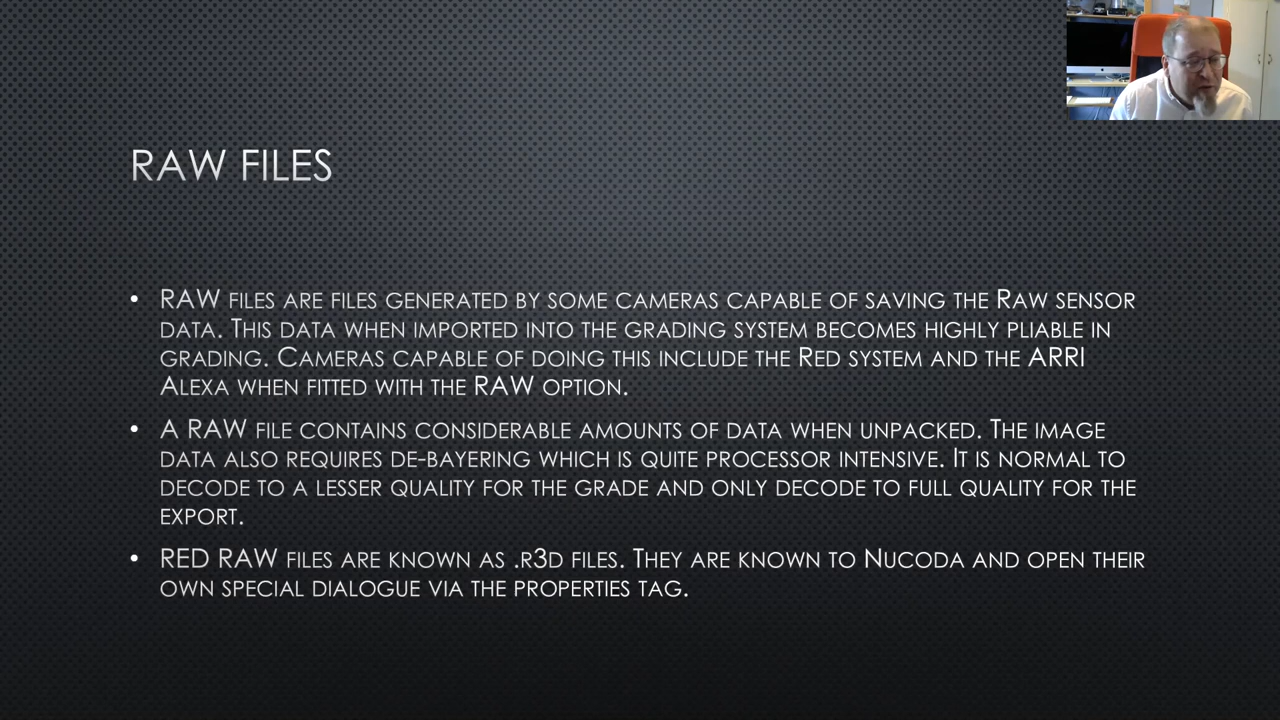 RAW FILES
• RAW FILES ARE FILES GENERATED BY SOME CAMERAS CAPABLE OF SAVING THE RAW SENSOR
DATA. THIS DATA WHEN IMPORTED INTO THE GRADING SYSTEM BECOMES HIGHLY PLIABLE IN
GRADING. CAMERAS CAPABLE OF DOING THIS INCLUDE THE RED SYSTEM AND THE ARRI
ALEXA WHEN FITTED WITH THE RAW OPTION.
• A RAW FILE CONTAINS CONSIDERABLE AMOUNTS OF DATA WHEN UNPACKED. THE IMAGE
DATA ALSO REQUIRES DE-BAYERING WHICH IS QUITE PROCESSOR INTENSIVE. IT IS NORMAL TO
DECODE TO A LESSER QUALITY FOR THE GRADE AND ONLY DECODE TO FULL QUALITY FOR THE
EXPORT.
• RED RAW FILES ARE KNOWN AS .R3D FILES. THEY ARE KNOWN TO NUCODA AND OPEN THEIR
OWN SPECIAL DIALOGUE VIA THE PROPERTIES TAG.